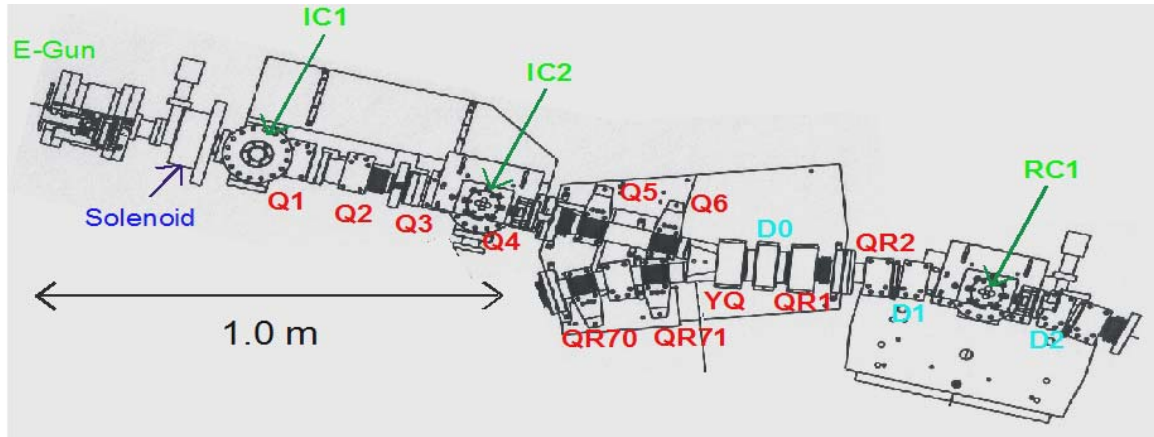 IC1
E-Gun
IC2
Q5
Q6
RC1
Solenoid
Q1
Q2
Q3
Q4
D0
QR2
1.0 m
YQ
QR1
D1
QR70
QR71
D2